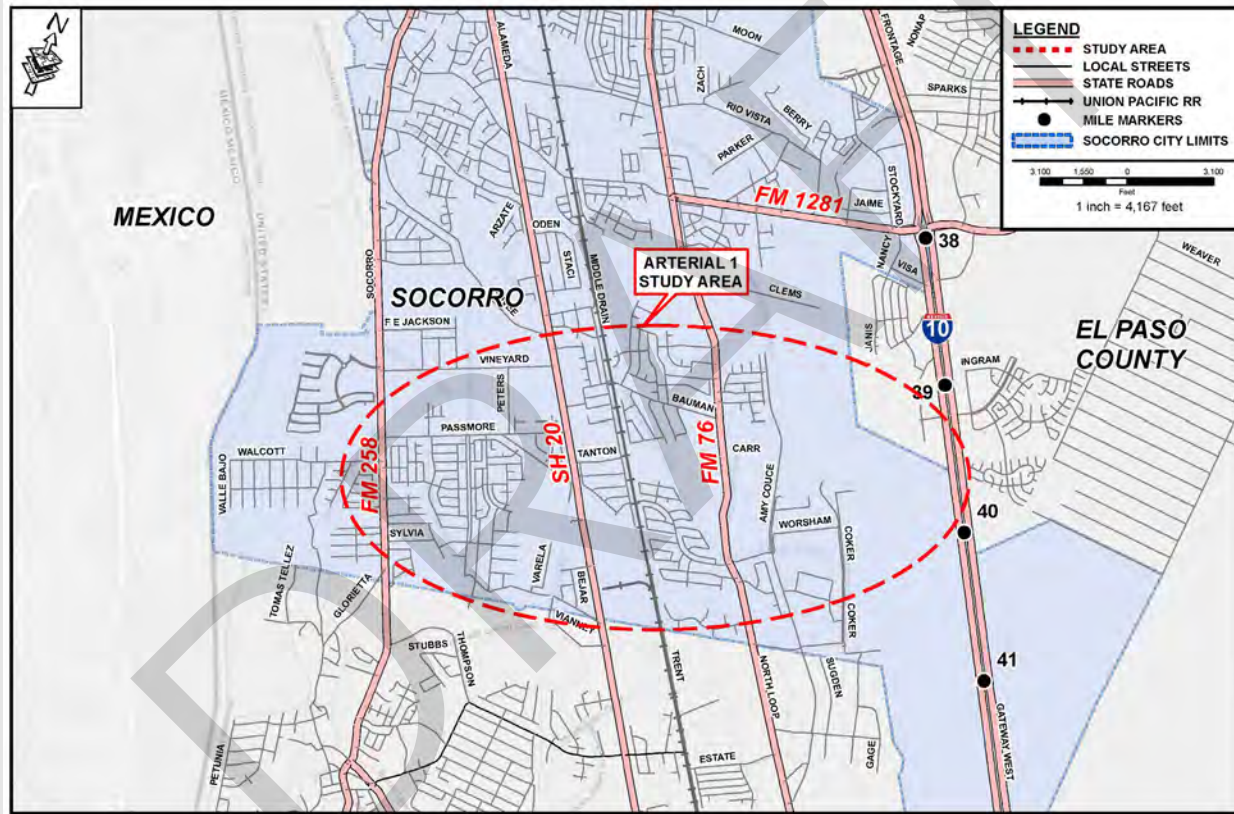 N
LEGEND
STUDY AREA
LOCAL STREETS
STATE ROADS
UNION PACIFIC RR
MILE MARKERS
SOCORRO CITY LIMITS
3,100 1,550 0 3,100
Feet
1 inch = 4,167 feet
DRAFT
MEXICO
SOCORRO
EL PASO
COUNTY
ARTERIAL 1
STUDY AREA
FM 1281
FM 258
SH 20
FM 76
10
38
39
40
41
ALAMEDA
MOON
ZACH
FRONTAGE
NONAP
SPARKS
RIO VISTA
BERRY
PARKER
STOCKYARD
JAIME
NANCY
VISA
WEAVER
MEXICO/MEXICO
UNITED STATES
SOCORRO
ARZATE
ODEN
STACI
MIDDLE DRAIN
CLEMS
JANIS
INGRAM
F E JACKSON
VINEYARD
PETERS
BAUMAN
PASSMORE
TANTON
CARR
AMY COUCE
WORSHAM
COKER
COKER
WALCOTT
VALLE BAJO
SYLVIA
VARELA
BEJAR
VIANNEY
TOMAS TELLEZ
GLORIETTA
STUBBS
THOMPSON
TRENT
NORTH LOOP
SUGDEN
GAGE
ESTATE
GATEWAY WEST
PETUNIA